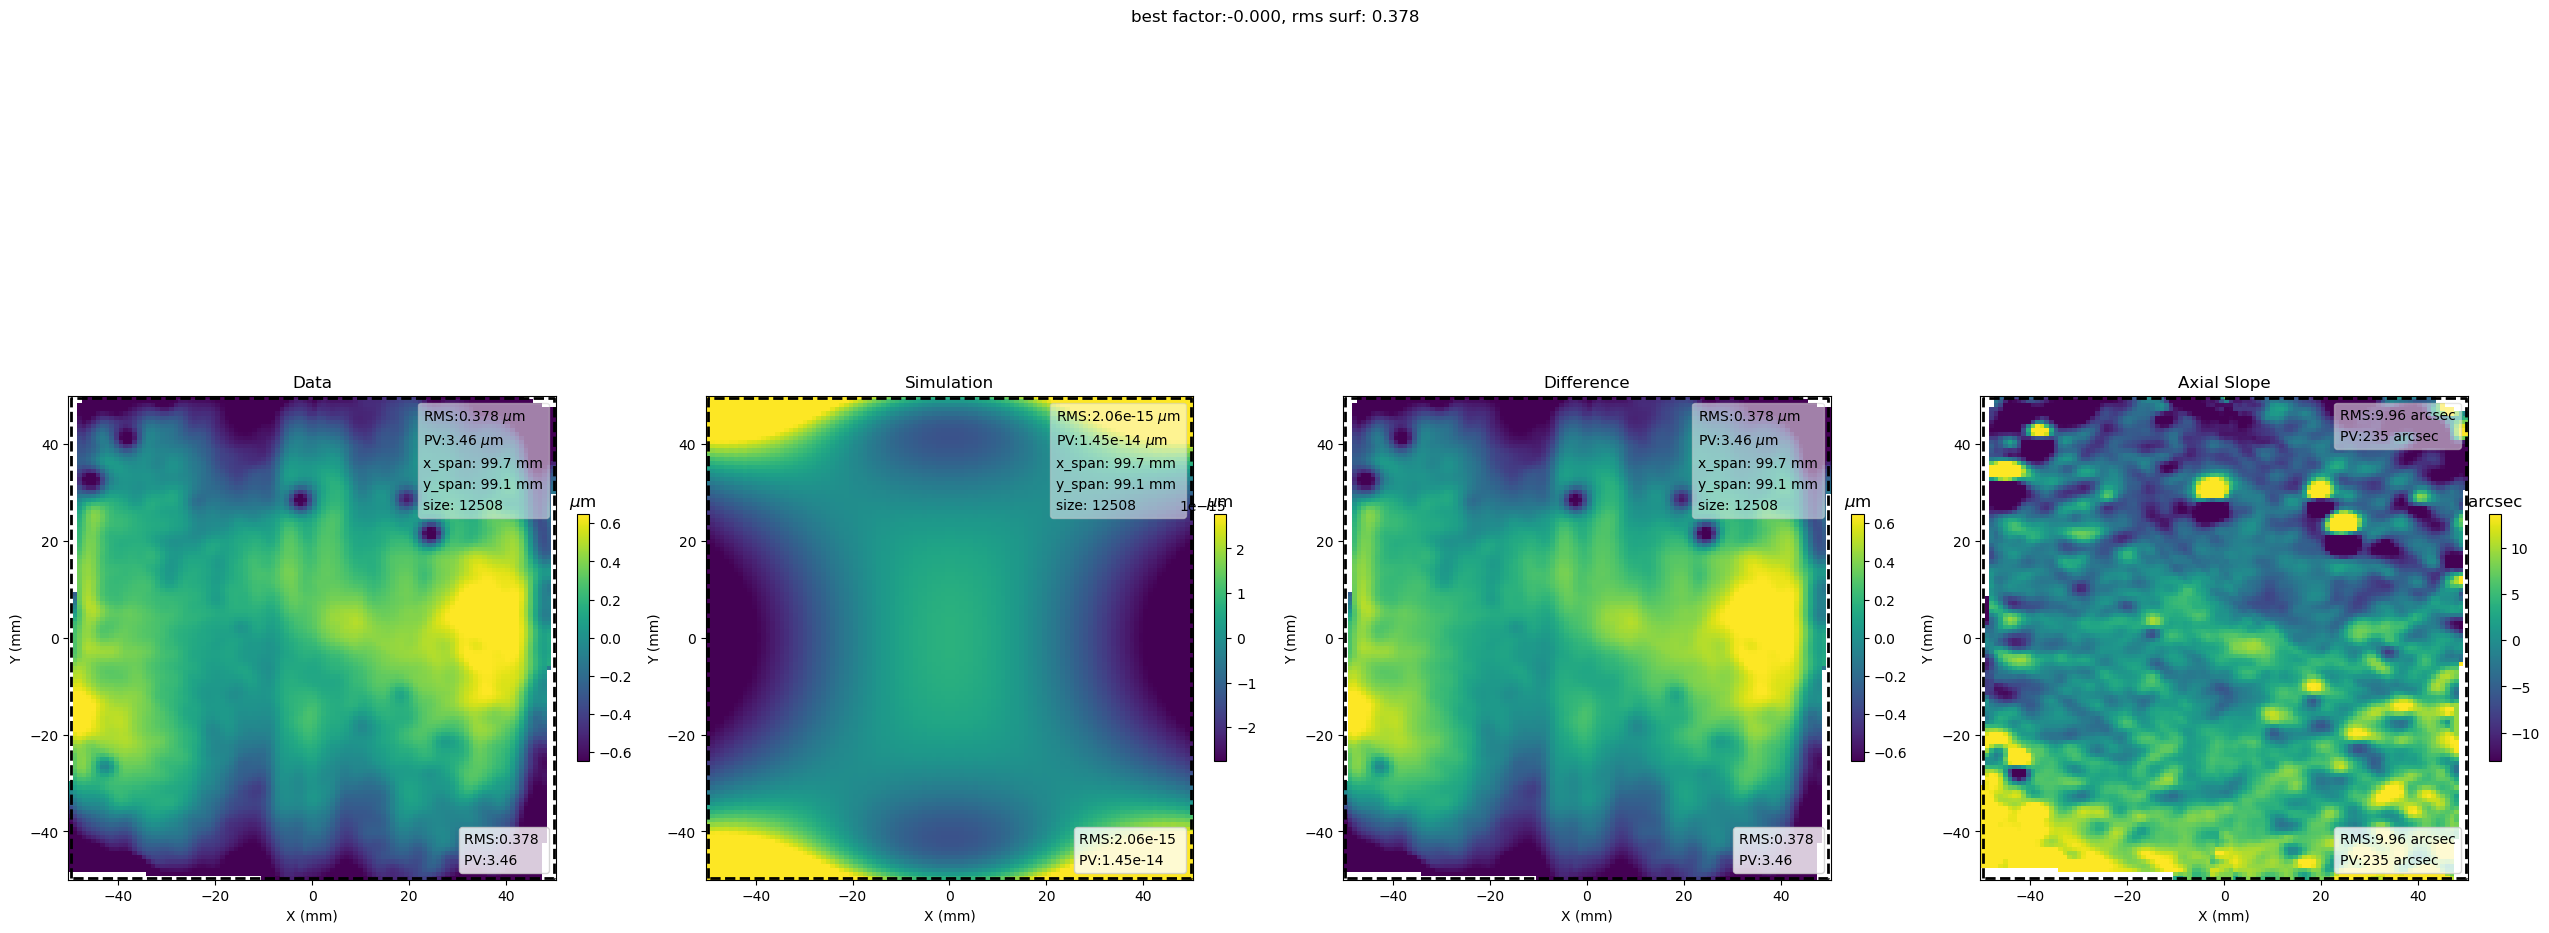 best factor:-0.000, rms surf: 0.378
Data
RMS:0.378 μm
PV:3.46 μm
x_span: 99.7 mm
y_span: 99.1 mm
size: 12508
RMS:0.378
PV:3.46
40
20
0
−20
−40
Y (mm)
−40 −20 0 20 40
X (mm)
μm
0.6
0.4
0.2
0.0
−0.2
−0.4
−0.6
Simulation
RMS:2.06e-15 μm
PV:1.45e-14 μm
x_span: 99.7 mm
y_span: 99.1 mm
size: 12508
RMS:2.06e-15
PV:1.45e-14
40
20
0
−20
−40
Y (mm)
−40 −20 0 20 40
X (mm)
μm
1e−15
2
1
0
−1
−2
Difference
RMS:0.378 μm
PV:3.46 μm
x_span: 99.7 mm
y_span: 99.1 mm
size: 12508
RMS:0.378
PV:3.46
40
20
0
−20
−40
Y (mm)
−40 −20 0 20 40
X (mm)
μm
0.6
0.4
0.2
0.0
−0.2
−0.4
−0.6
Axial Slope
RMS:9.96 arcsec
PV:235 arcsec
RMS:9.96 arcsec
PV:235 arcsec
40
20
0
−20
−40
Y (mm)
−40 −20 0 20 40
X (mm)
arcsec
10
5
0
−5
−10